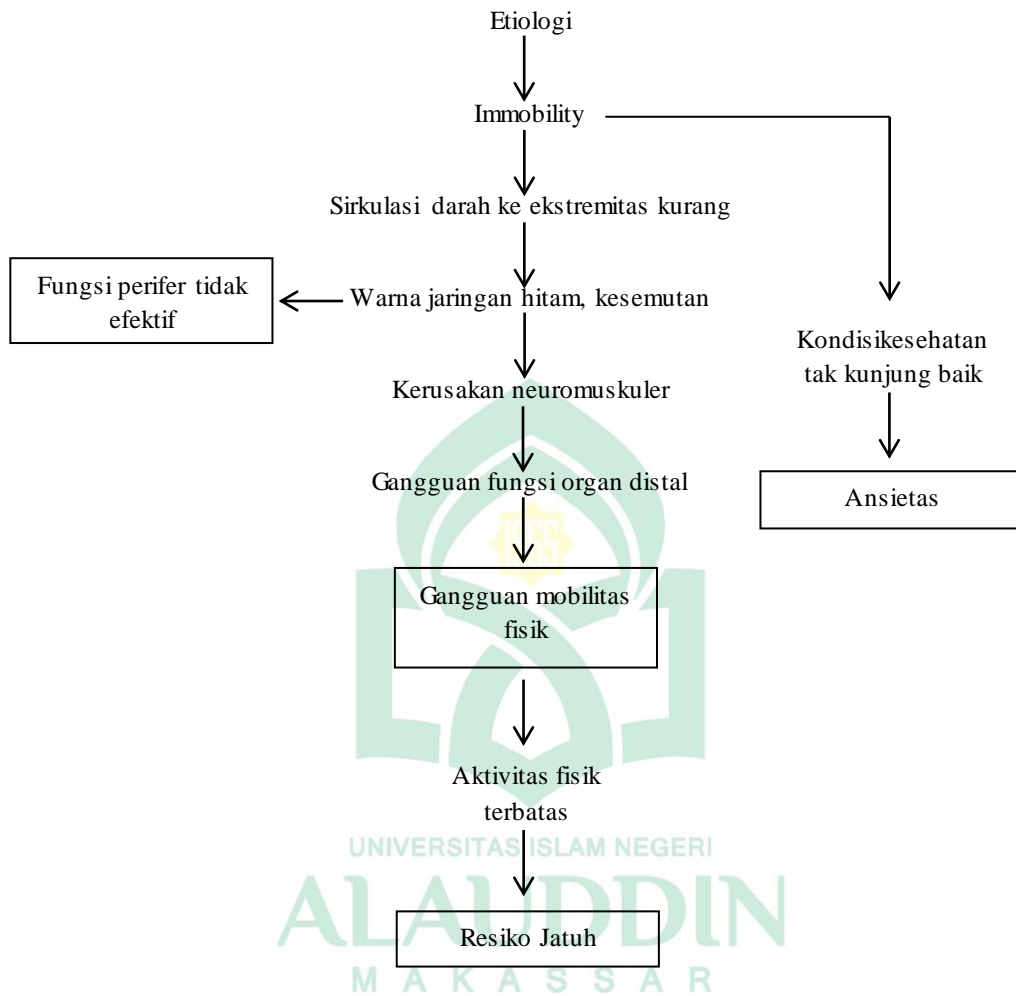 Etiologi
Immobility
Sirkulasi darah ke ekstremitas kurang
Fungsi perifer tidak
efektif
Warna jaringan hitam, kesemutan
Kondisikesehatan
tak kunjung baik
Kerusakan neuromuskuler
Gangguan fungsi organ distal
Ansietas
Gangguan mobilitas
fisik
Aktivitas fisik
terbatas
UNIVERSITAS ISLAM NEGERI
ALAUDDIN
Resiko Jatuh
MAKASSAR